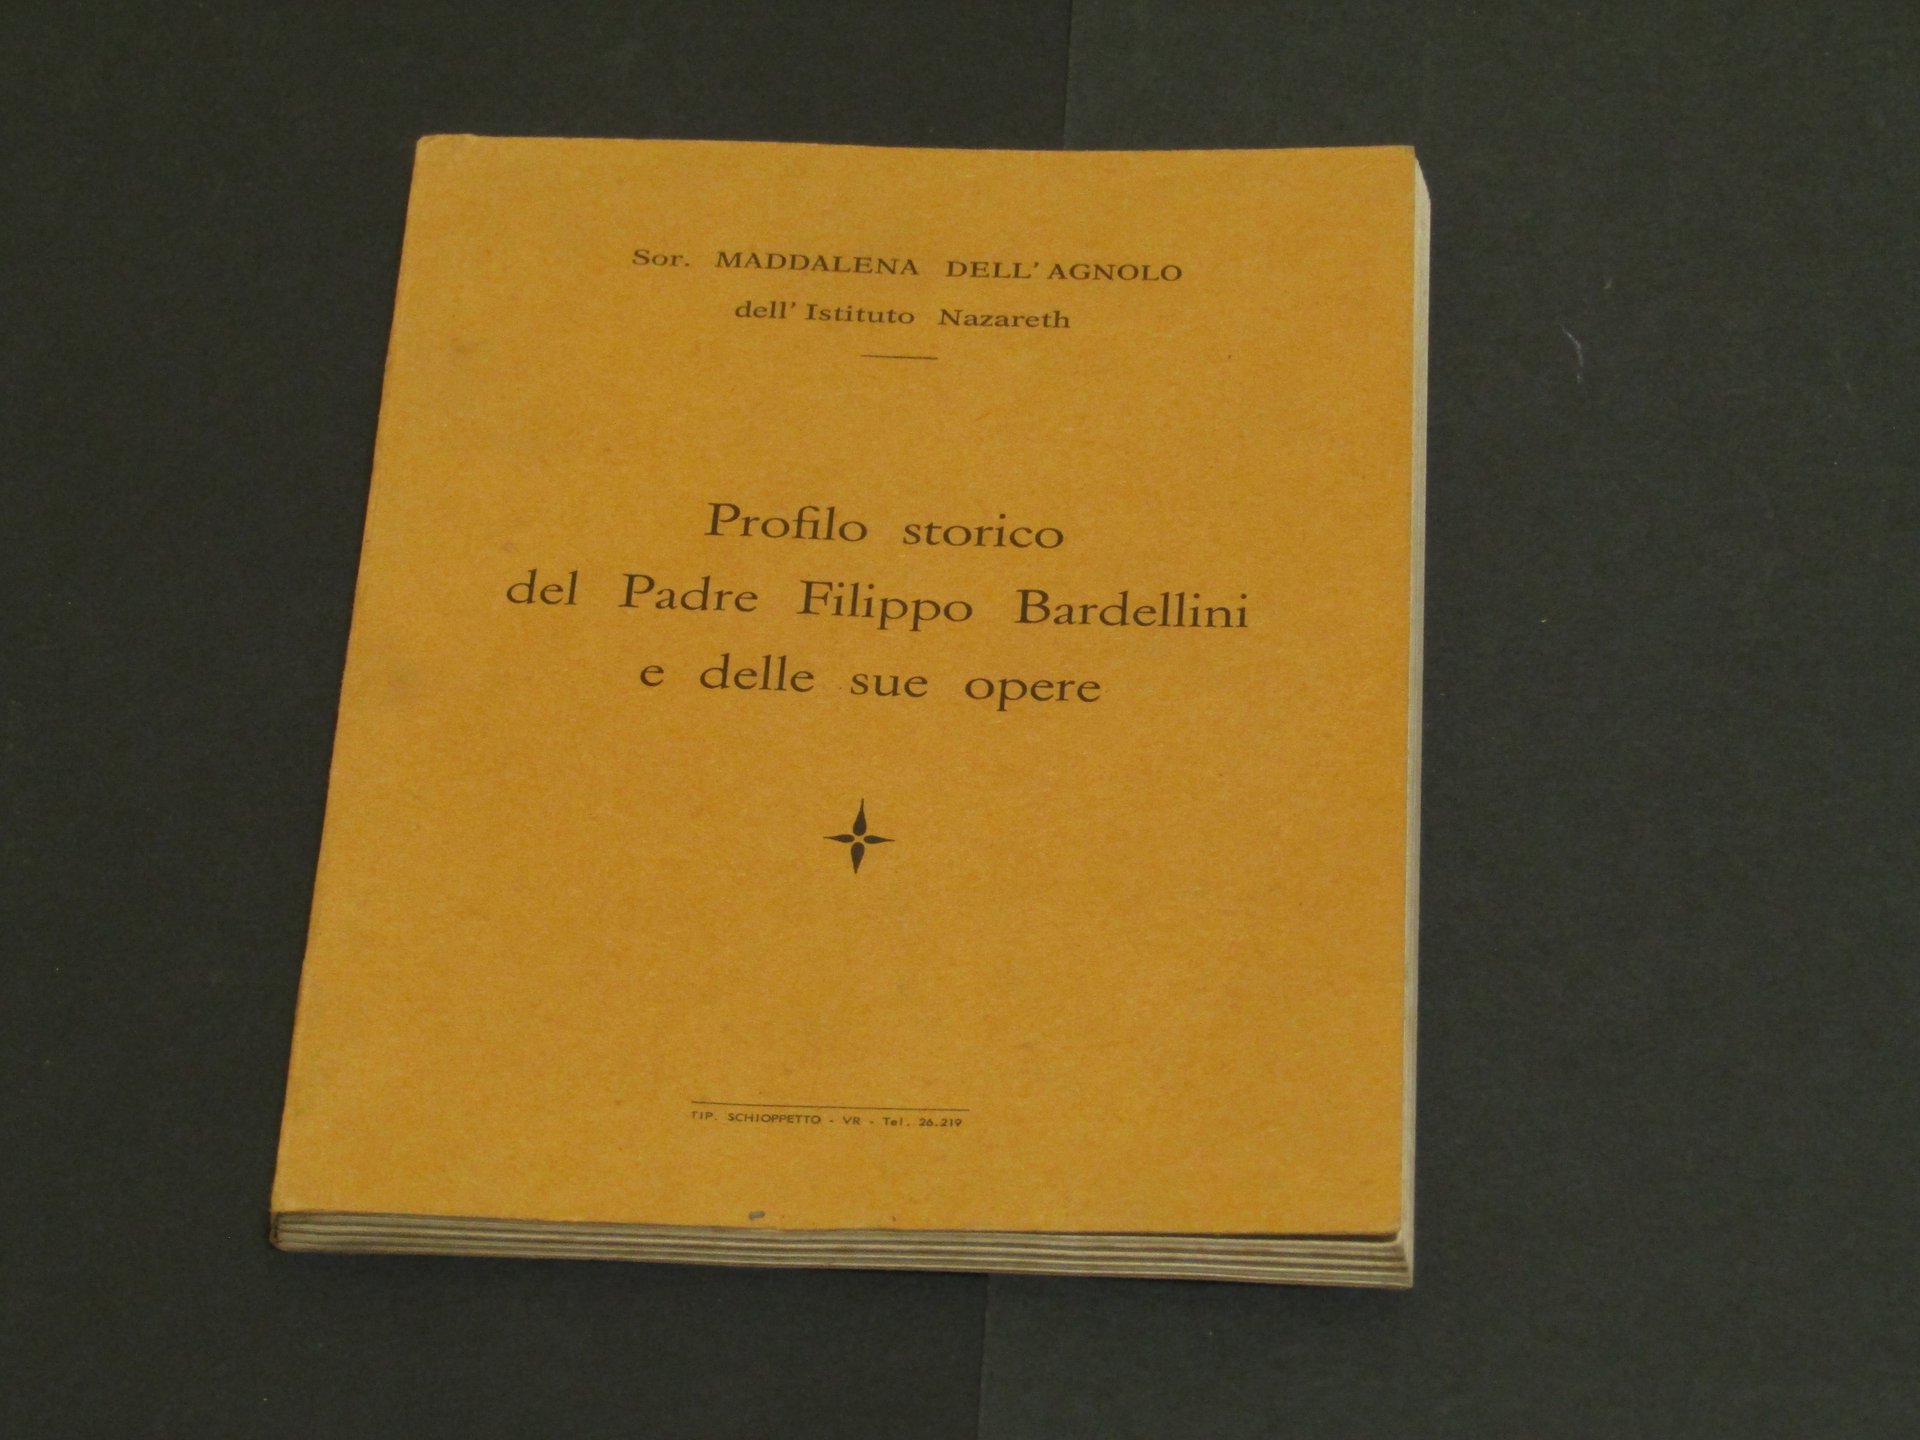 Sor. MADDALENA DELL' AGNOLO
dell' Istituto Nazareth
Profilo storico
del Padre Filippo Bardellini
e delle sue opere
TIP. SCHIOPPETTO - VR - Tel. 26.219